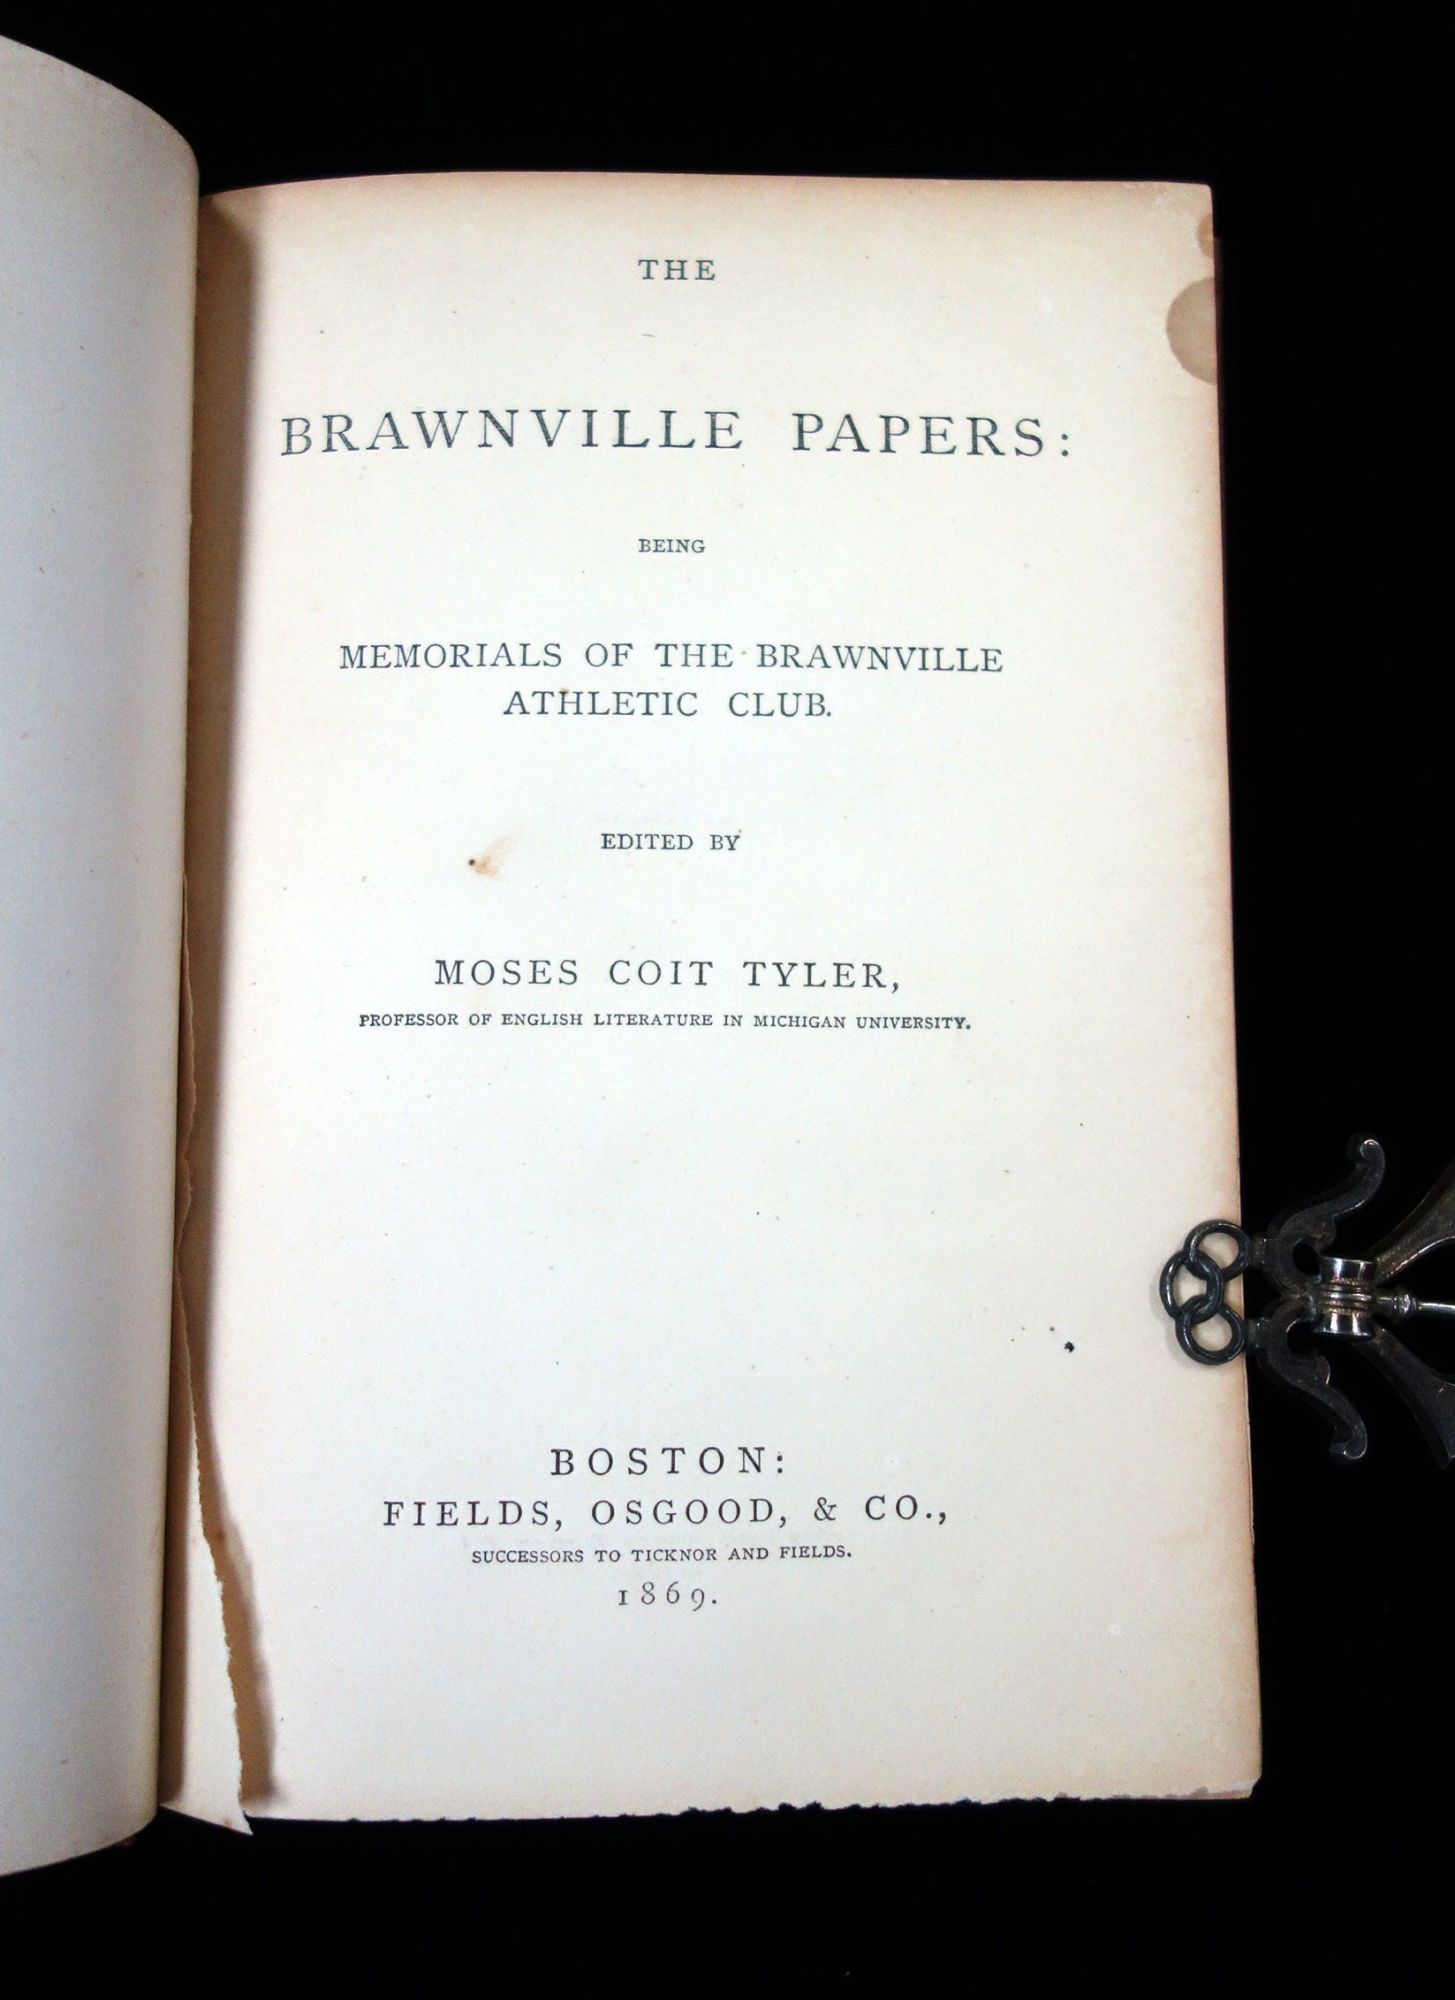 THE
BRAWNVILLE PAPERS:
BEING
MEMORIALS OF THE BRAWNVILLE
ATHLETIC CLUB.
EDITED BY
MOSES COIT TYLER,
PROFESSOR OF ENGLISH LITERATURE IN MICHIGAN UNIVERSITY.
BOSTON:
FIELDS, OSGOOD, & CO.,
SUCCESSORS TO TICKNOR AND FIELDS.
1869.